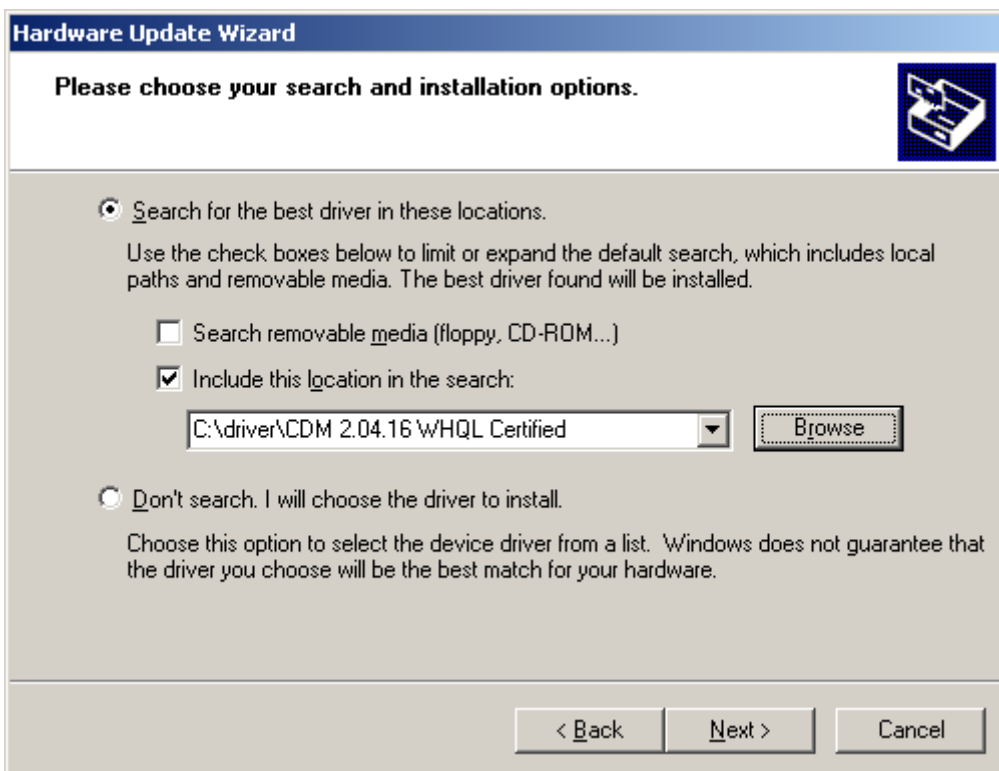 Hardware Update Wizard
Please choose your search and installation options.
Search for the best driver in these locations.
Use the check boxes below to limit or expand the default search, which includes local
paths and removable media. The best driver found will be installed.
Search removable media (floppy, CD-ROM...)
Include this location in the search:
C:\driver\CDM 2.04.16 WHQL Certified
Browse
Don't search. I will choose the driver to install.
Choose this option to select the device driver from a list. Windows does not guarantee that
the driver you choose will be the best match for your hardware.
< Back Next > Cancel